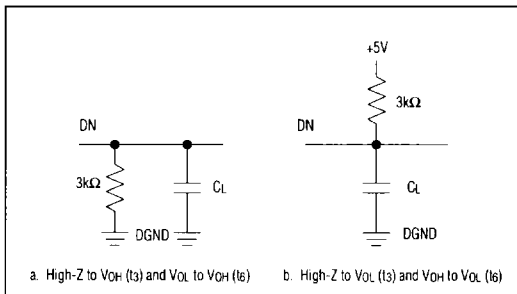 +5V
3kΩ
DN
3kΩ
CL
DGND
DN
CL
DGND
a. High-Z to VOH (t3) and VOL to VOH (t6)
b. High-Z to VOL (t3) and VOH to VOL (t6)